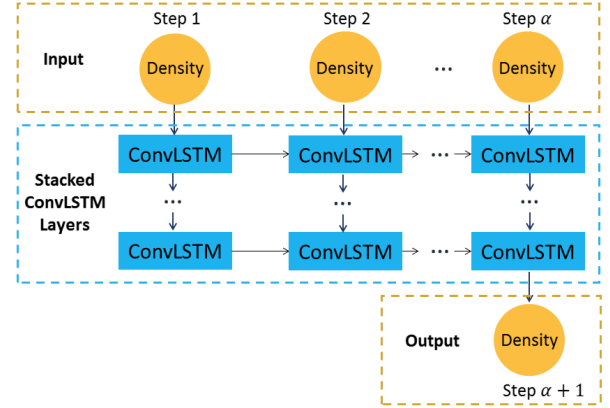 Step 1 Step 2 Step α
Input Density Density ... Density
ConvLSTM ConvLSTM ... ConvLSTM
Stacked
ConvLSTM
Layers
... ... ...
ConvLSTM ConvLSTM ... ConvLSTM
Output Density
Step α + 1